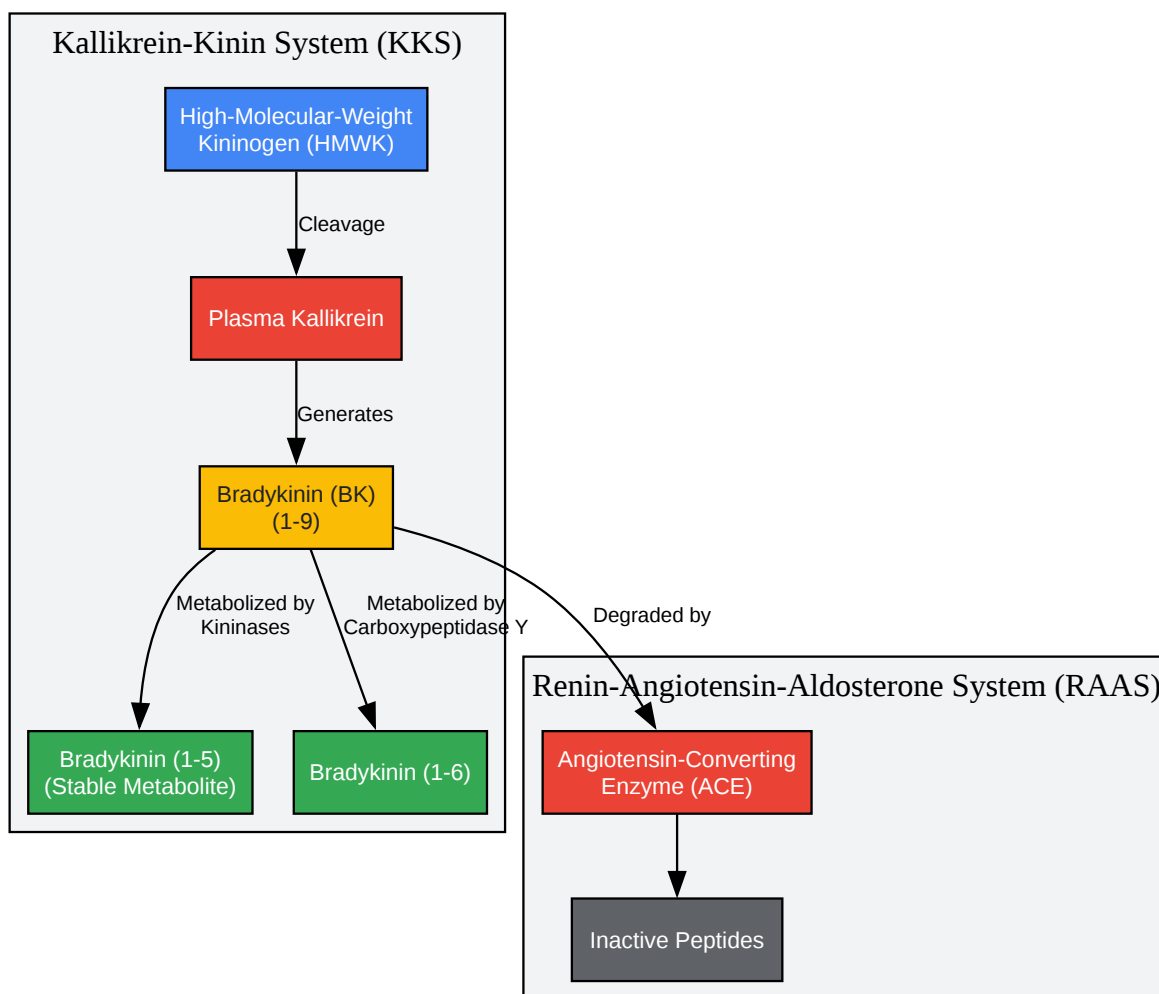 Kallikrein-Kinin System (KKS)
High-Molecular-Weight
Kininogen (HMWK)
Cleavage
Plasma Kallikrein
Generates
Bradykinin (BK)
(1-9)
Metabolized by
Kininases
Metabolized by
Carboxypeptidase Y
Degraded by
Renin-Angiotensin-Aldosterone System (RAAS)
Bradykinin (1-5)
(Stable Metabolite)
Bradykinin (1-6)
Angiotensin-Converting
Enzyme (ACE)
Inactive Peptides